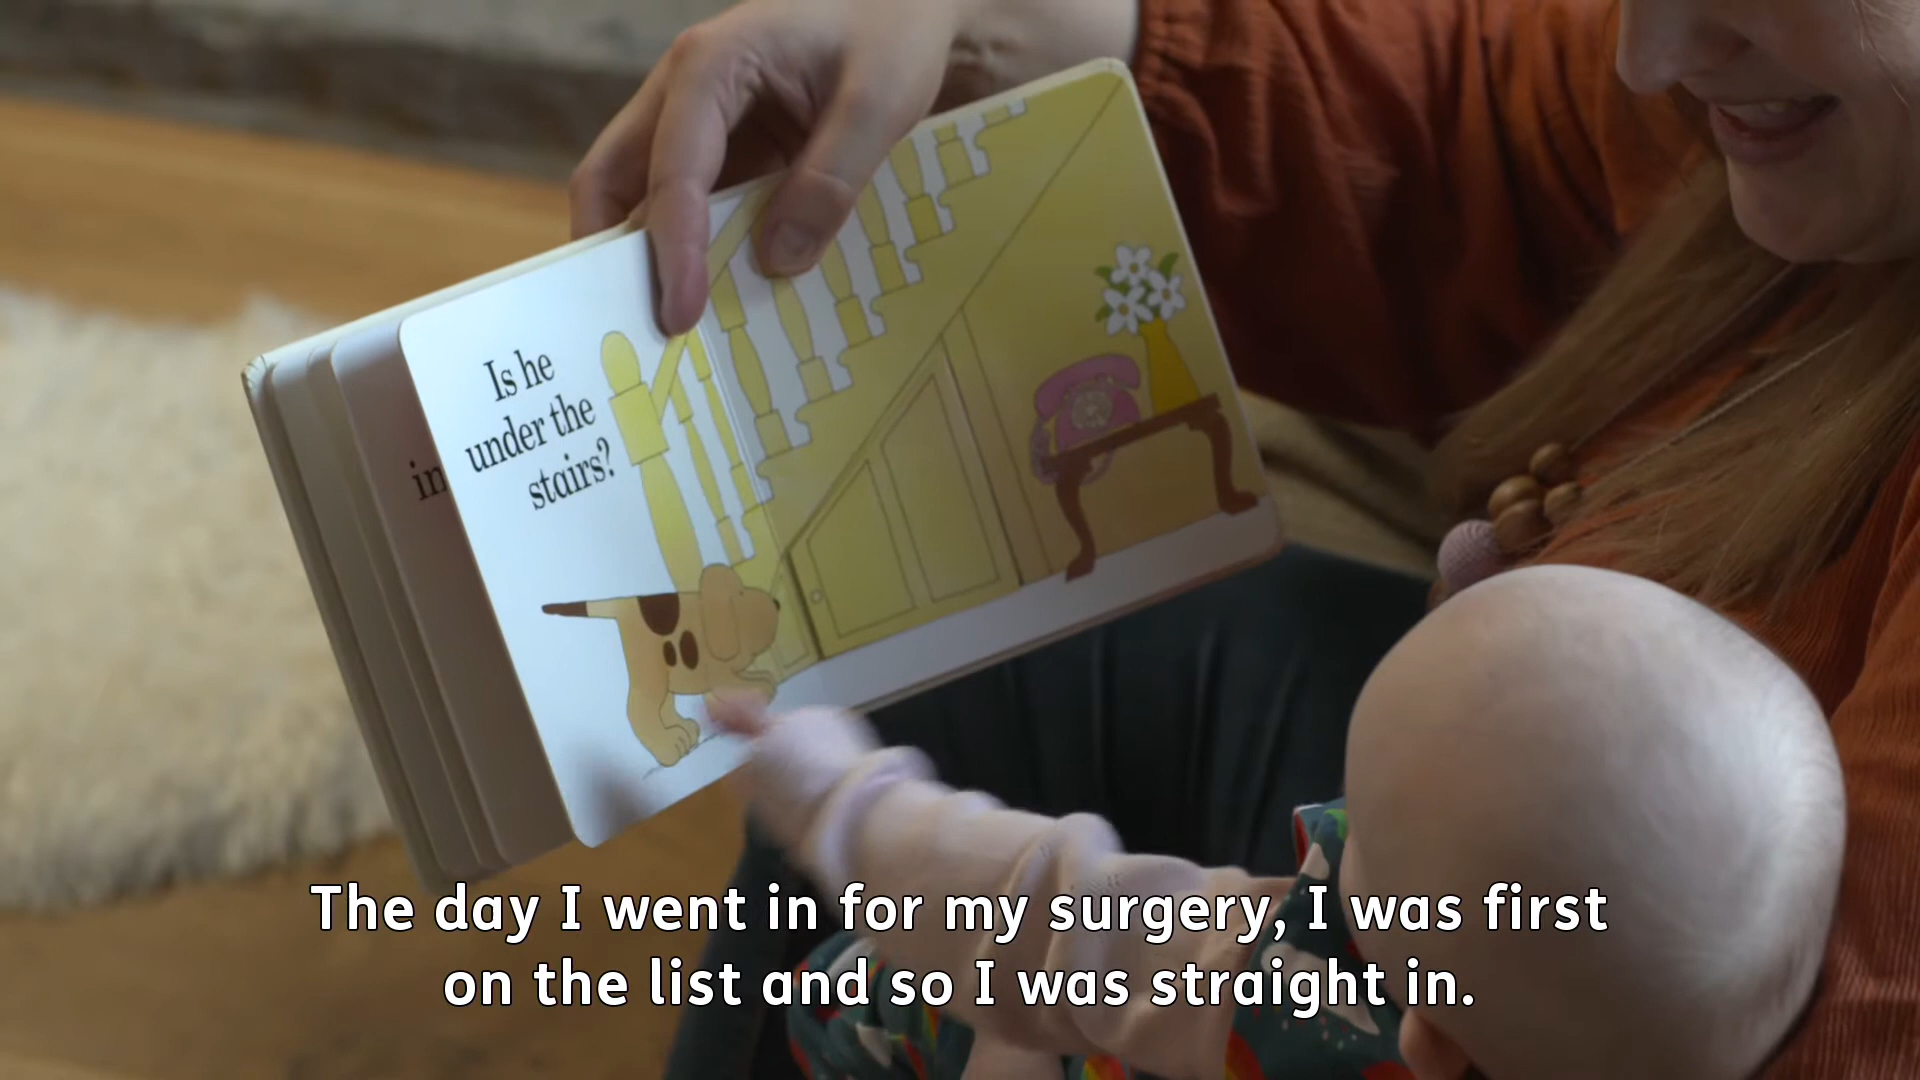 Is he
under the
stairs?
in
The day I went in for my surgery, I was first
on the list and so I was straight in.